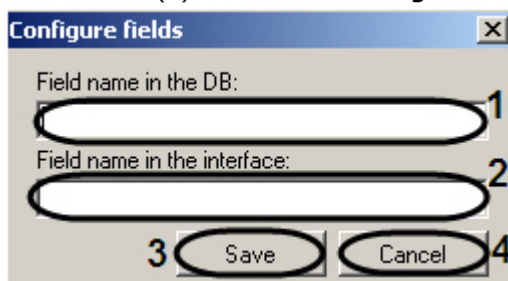 Configure fields
Field name in the DB:
1
Field name in the interface:
2
3 Save Cancel 4